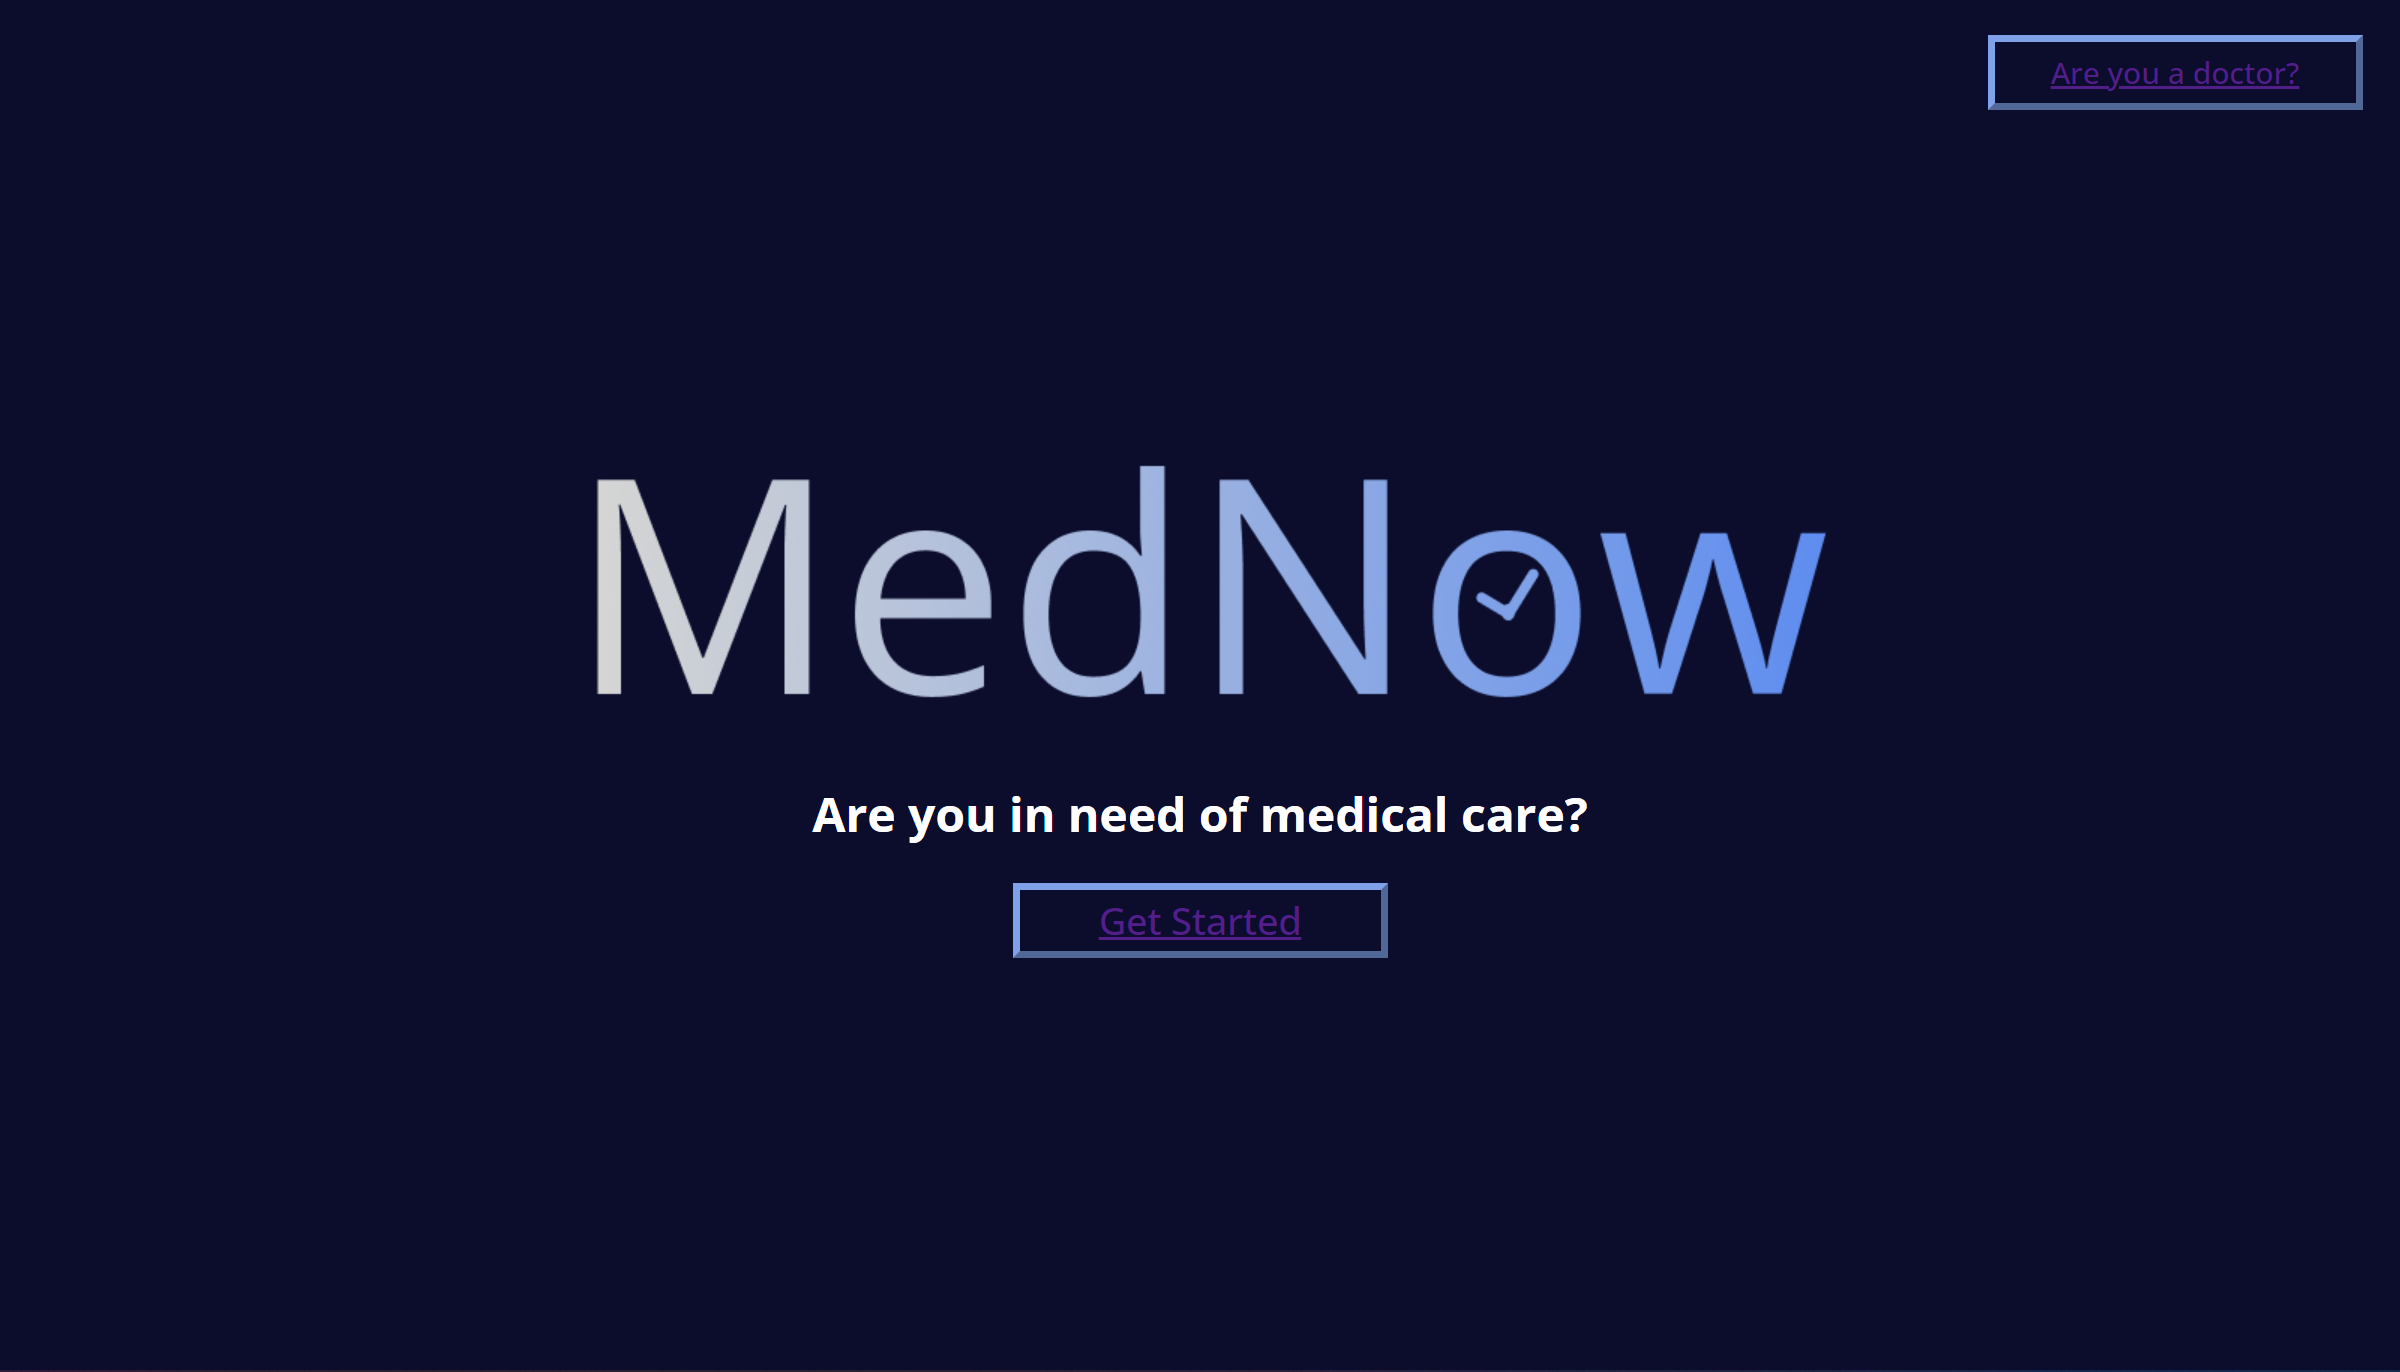 Are you a doctor?
MedNow
Are you in need of medical care?
Get Started